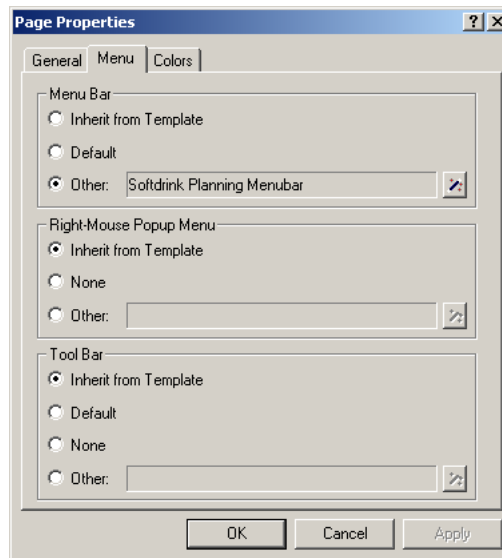 Page Properties
General Menu Colors
Menu Bar
Inherit from Template
Default
Other: Softdrink Planning Menubar
Right-Mouse Popup Menu
Inherit from Template
None
Other:
Tool Bar
Inherit from Template
Default
None
Other:
OK Cancel Apply